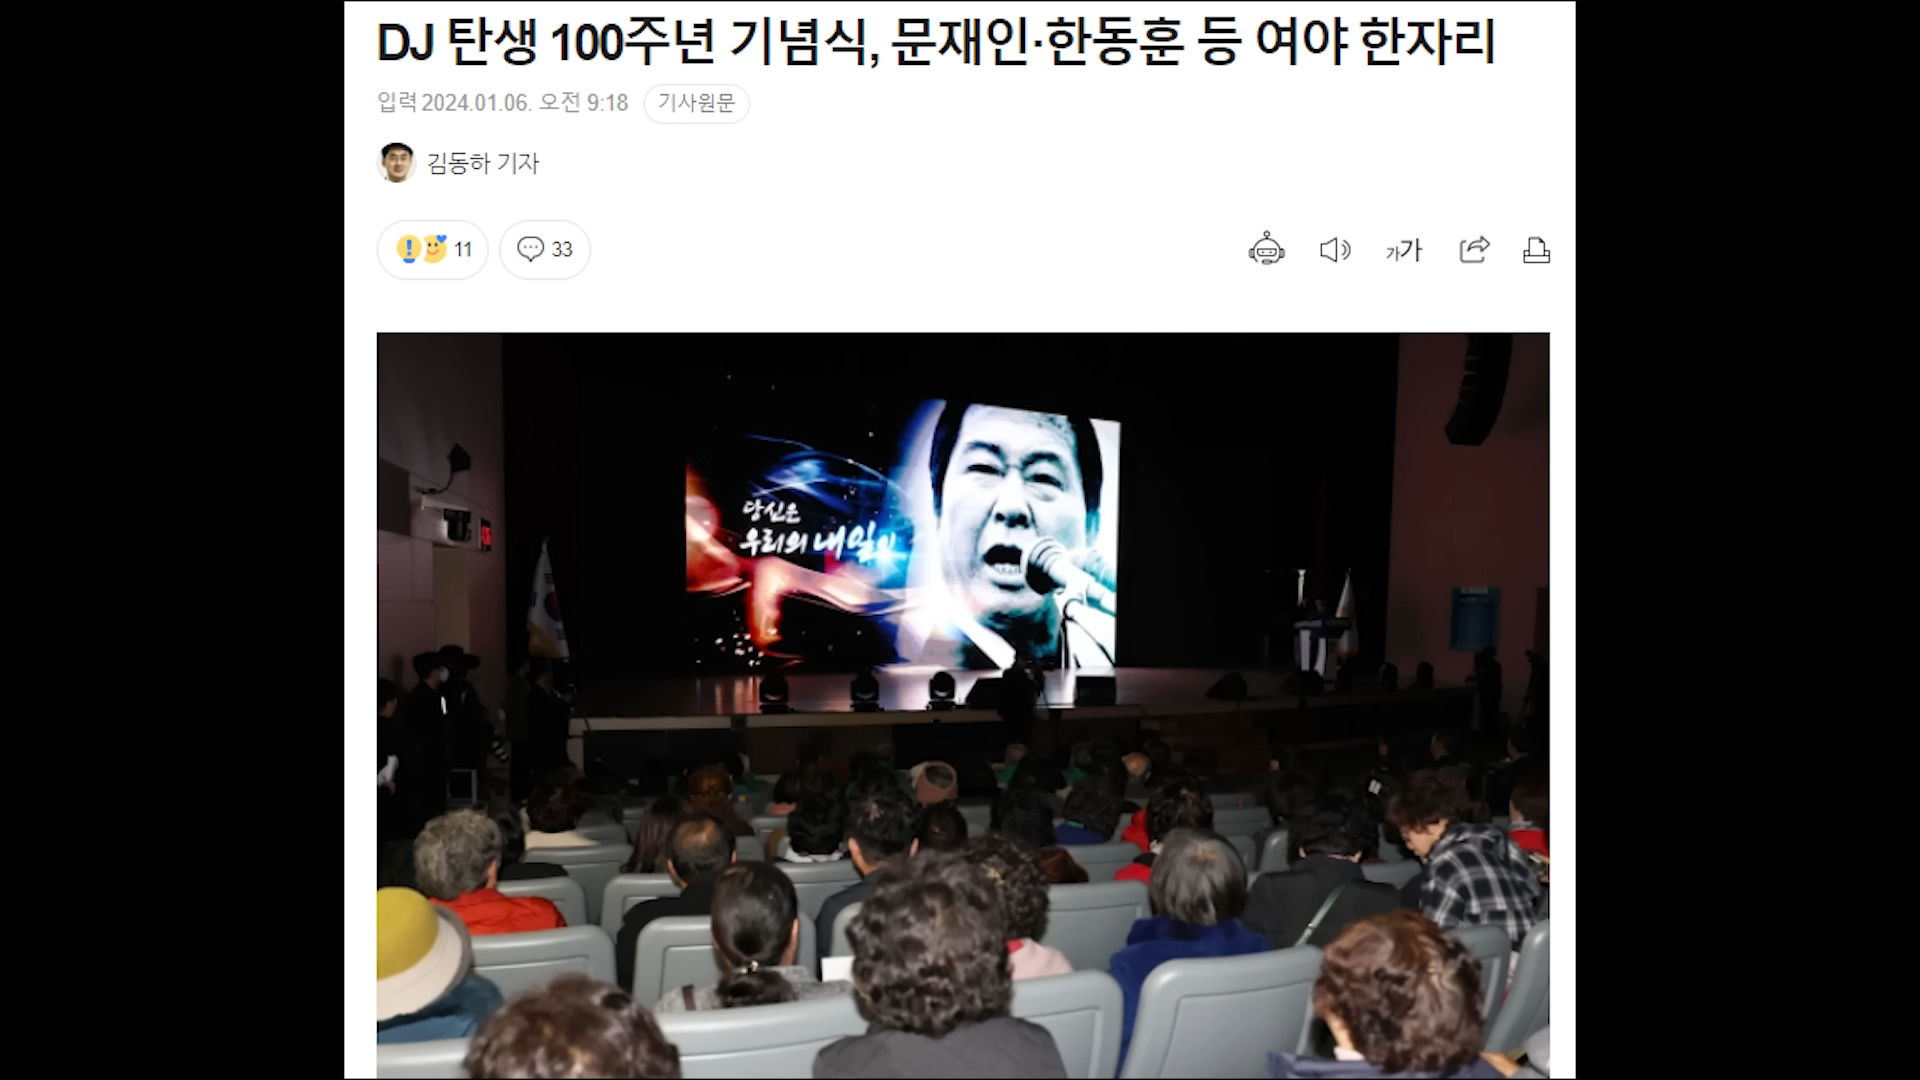 DJ 탄생 100주년 기념식, 문재인·한동훈 등 여야 한자리
입력 2024.01.06. 오전 9:18 기사원문
김동하 기자
11 33 가가
당신은
우리의 내일이